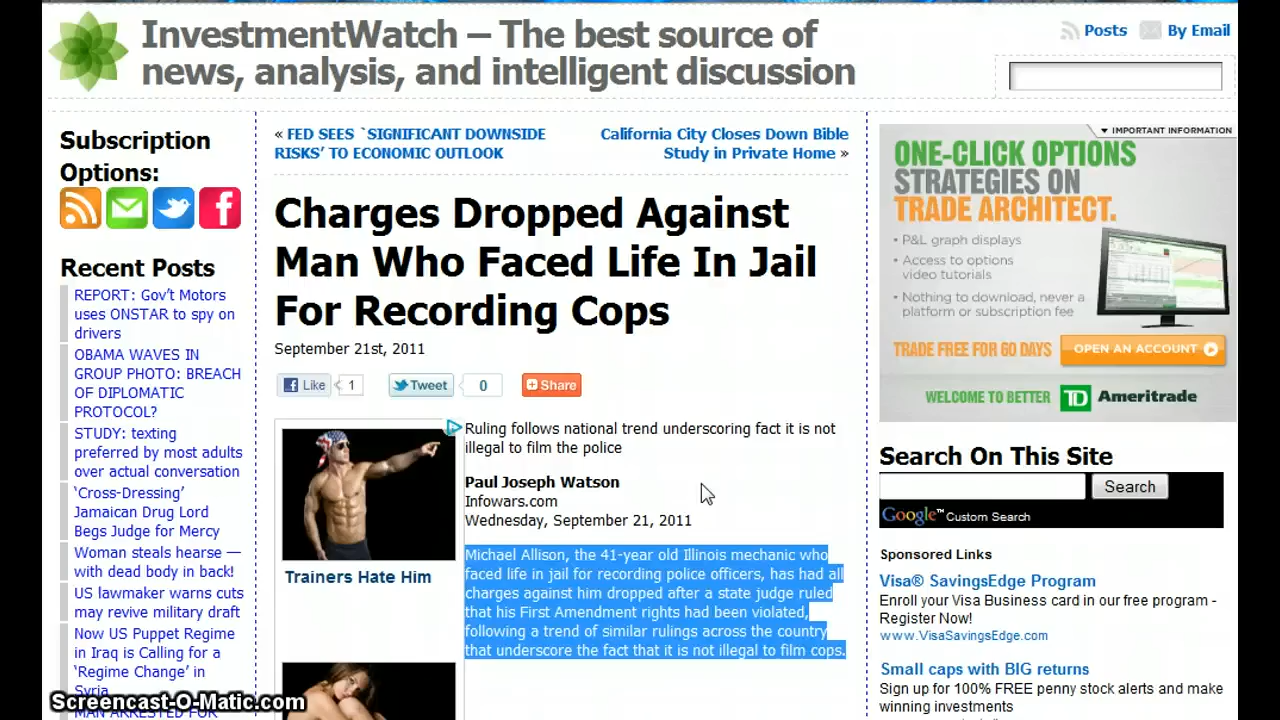 InvestmentWatch – The best source of
news, analysis, and intelligent discussion
Posts
By Email
Subscription
Options:
Recent Posts
REPORT: Gov’t Motors
uses ONSTAR to spy on
drivers
OBAMA WAVES IN
GROUP PHOTO: BREACH
OF DIPLOMATIC
PROTOCOL?
STUDY: texting
preferred by most adults
over actual conversation
‘Cross-Dressing’
Jamaican Drug Lord
Begs Judge for Mercy
Woman steals hearse —
with dead body in back!
US lawmaker warns cuts
may revive military draft
Now US Puppet Regime
in Iraq is Calling for a
‘Regime Change’ in
Syria
MAN ARRESTED FOR
« FED SEES `SIGNIFICANT DOWNSIDE
RISKS’ TO ECONOMIC OUTLOOK
California City Closes Down Bible
Study in Private Home »
Charges Dropped Against
Man Who Faced Life In Jail
For Recording Cops
September 21st, 2011
Like
1
Tweet
0
Share
Trainers Hate Him
Ruling follows national trend underscoring fact it is not
illegal to film the police
Paul Joseph Watson
Infowars.com
Wednesday, September 21, 2011
Michael Allison, the 41-year old Illinois mechanic who
faced life in jail for recording police officers, has had all
charges against him dropped after a state judge ruled
that his First Amendment rights had been violated,
following a trend of similar rulings across the country
that underscore the fact that it is not illegal to film cops.
IMPORTANT INFORMATION
ONE-CLICK OPTIONS
STRATEGIES ON
TRADE ARCHITECT.
• P&L graph displays
• Access to options
video tutorials
• Nothing to download, never a
platform or subscription fee
TRADE FREE FOR 60 DAYS
OPEN AN ACCOUNT
WELCOME TO BETTER TD Ameritrade
Search On This Site
Search
Google™ Custom Search
Sponsored Links
Visa® SavingsEdge Program
Enroll your Visa Business card in our free program -
Register Now!
www.VisaSavingsEdge.com
Small caps with BIG returns
Sign up for 100% FREE penny stock alerts and make
winning investments
Screencast-O-Matic.com